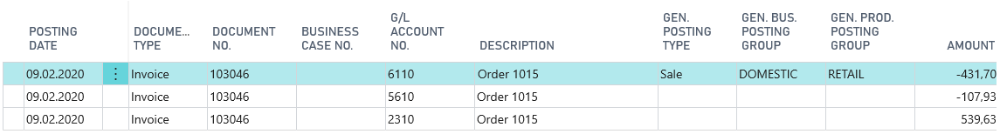 POSTING DATE DOCUME... TYPE DOCUMENT NO. BUSINESS CASE NO. G/L ACCOUNT NO. DESCRIPTION GEN. POSTING TYPE GEN. BUS. POSTING GROUP GEN. PROD. POSTING GROUP AMOUNT
09.02.2020 Invoice 103046 6110 Order 1015 Sale DOMESTIC RETAIL -431,70
09.02.2020 Invoice 103046 5610 Order 1015 -107,93
09.02.2020 Invoice 103046 2310 Order 1015 539,63